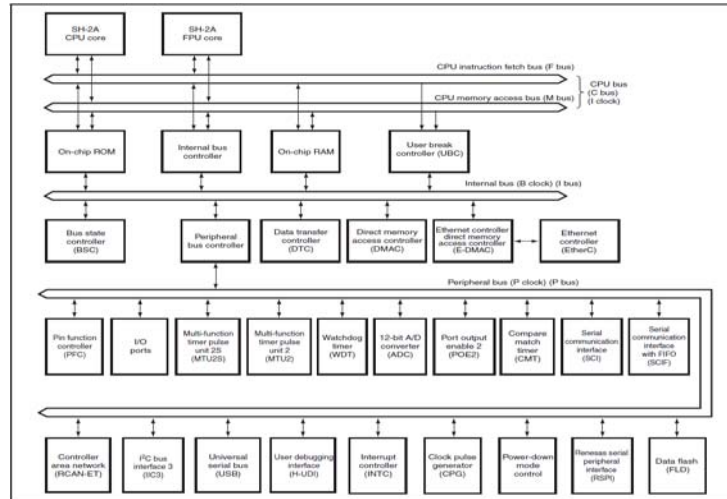 SH-2A
CPU core
SH-2A
FPU core
CPU instruction fetch bus (F bus)
CPU bus
(C bus)
(I clock)
CPU memory access bus (M bus)
On-chip ROM
Internal bus
controller
On-chip RAM
User break
controller (UBC)
Internal bus (B clock) (I bus)
Bus state
controller
(BSC)
Peripheral
bus controller
Data transfer
controller
(DTC)
Direct memory
access controller
(DMAC)
Ethernet controller
direct memory
access controller
(E-DMAC)
Ethernet
controller
(EtherC)
Peripheral bus (P clock) (P bus)
Pin function
controller
(PFC)
I/O
ports
Multi-function
timer pulse
unit 2S
(MTU2S)
Multi-function
timer pulse
unit 2
(MTU2)
Watchdog
timer
(WDT)
12-bit A/D
converter
(ADC)
Port output
enable 2
(POE2)
Compare
match
timer
(CMT)
Serial
communication
interface
(SCI)
Serial
communication
interface
with FIFO
(SCIF)
Controller
area network
(RCAN-ET)
I²C bus
interface 3
(IIC3)
Universal
serial bus
(USB)
User debugging
interface
(H-UDI)
Interrupt
controller
(INTC)
Clock pulse
generator
(CPG)
Power-down
mode
control
Renesas serial
peripheral
interface
(RSPI)
Data flash
(FLD)